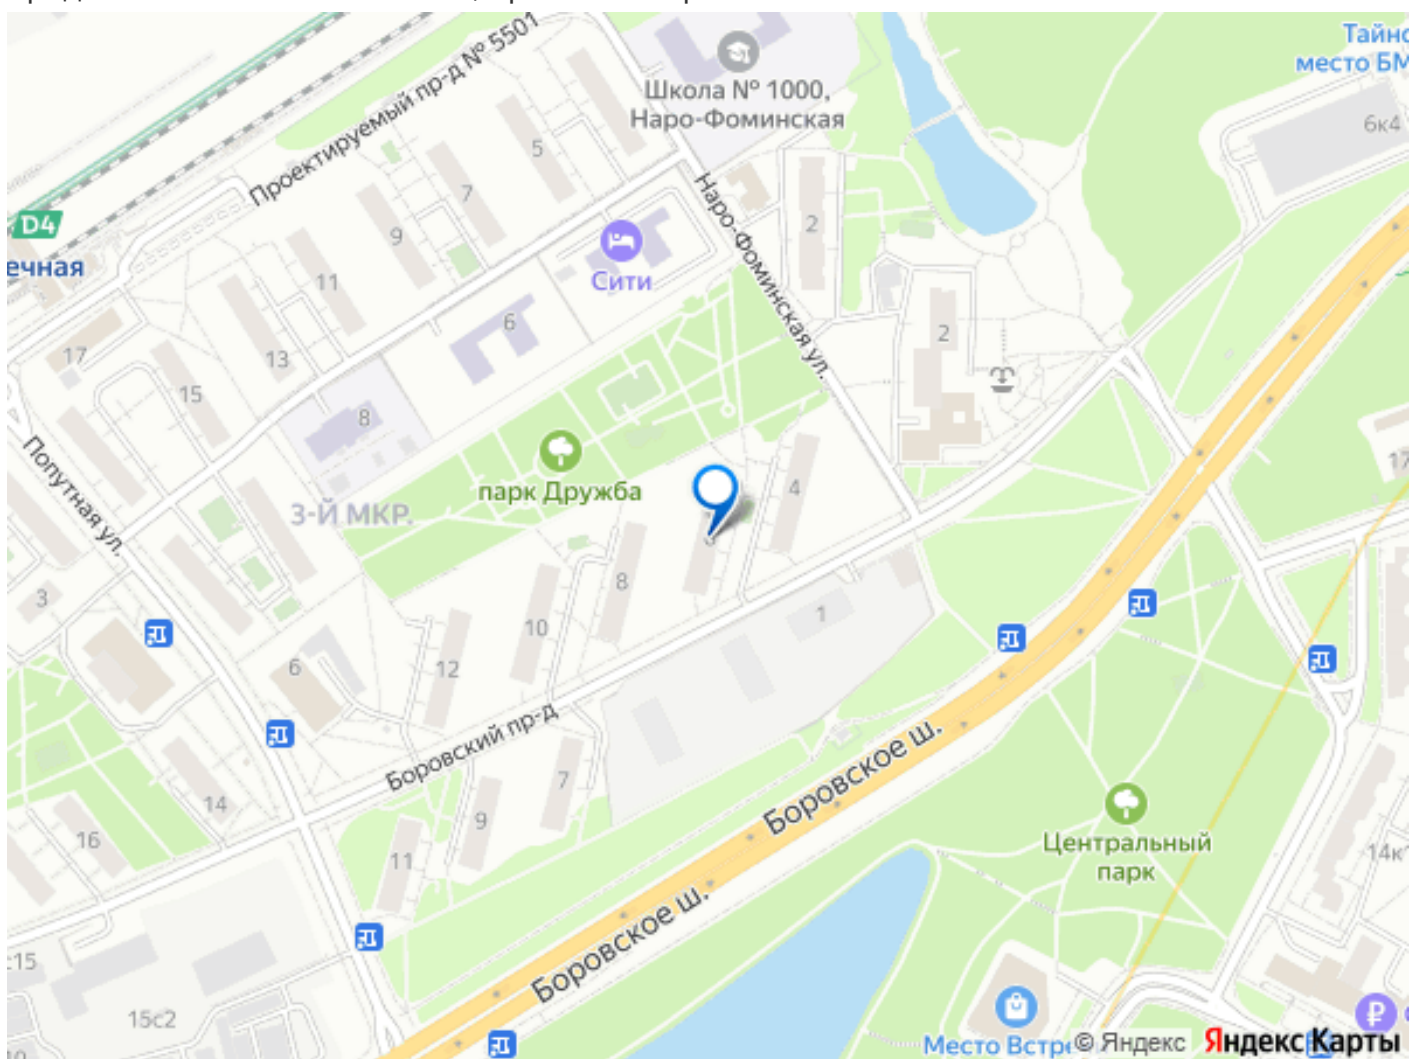 Тайно
место БМ
Проектируемый пр-д № 5501
Школа № 1000,
Наро-Фоминская
6к4
5
7
2
D4
9
Наро-Фоминская ул.
ечная
11
Сити
6
2
17
13
15
8
17
4
парк Дружба
3-Й МКР.
Попутная ул.
8
3
10
1
6
12
Боровский пр-д
7
14
9
16
11
Боровское ш.
Центральный
парк
14к1
Боровское ш.
с15
15с2
Место Встре
© Яндекс
Яндекс Карты